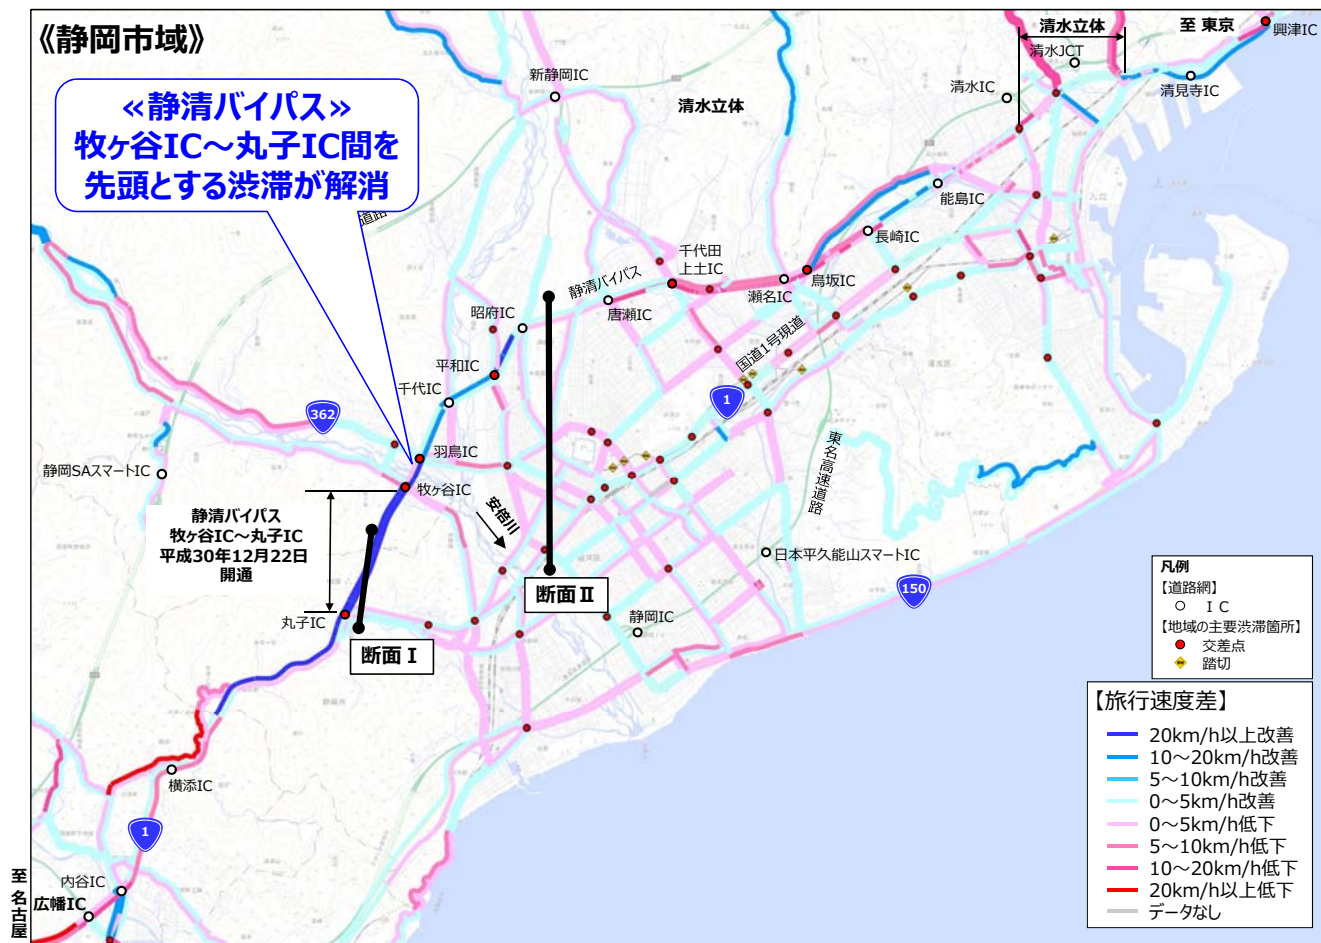 《静岡市域》
≪静清バイパス≫
牧ヶ谷IC～丸子IC間を
先頭とする渋滞が解消
清水立体
至 東京
興津IC
清水JCT
清水IC
清見寺IC
新静岡IC
清水立体
道路
能島IC
長崎IC
千代田
上土IC
鳥坂IC
瀬名IC
静清バイパス
唐瀬IC
昭府IC
国道1号現道
平和IC
千代IC
1
362
羽鳥IC
東名高速道路
静岡SAスマートIC
牧ヶ谷IC
安倍川
静清バイパス
牧ヶ谷IC～丸子IC
平成30年12月22日
開通
日本平久能山スマートIC
断面Ⅱ
150
丸子IC
静岡IC
断面Ⅰ
横添IC
1
内谷IC
広幡IC
至 名古屋
凡例
【道路網】
ＩＣ
【地域の主要渋滞箇所】
交差点
踏切
【旅行速度差】
20km/h以上改善
10～20km/h改善
5～10km/h改善
0～5km/h改善
0～5km/h低下
5～10km/h低下
10～20km/h低下
20km/h以上低下
データなし